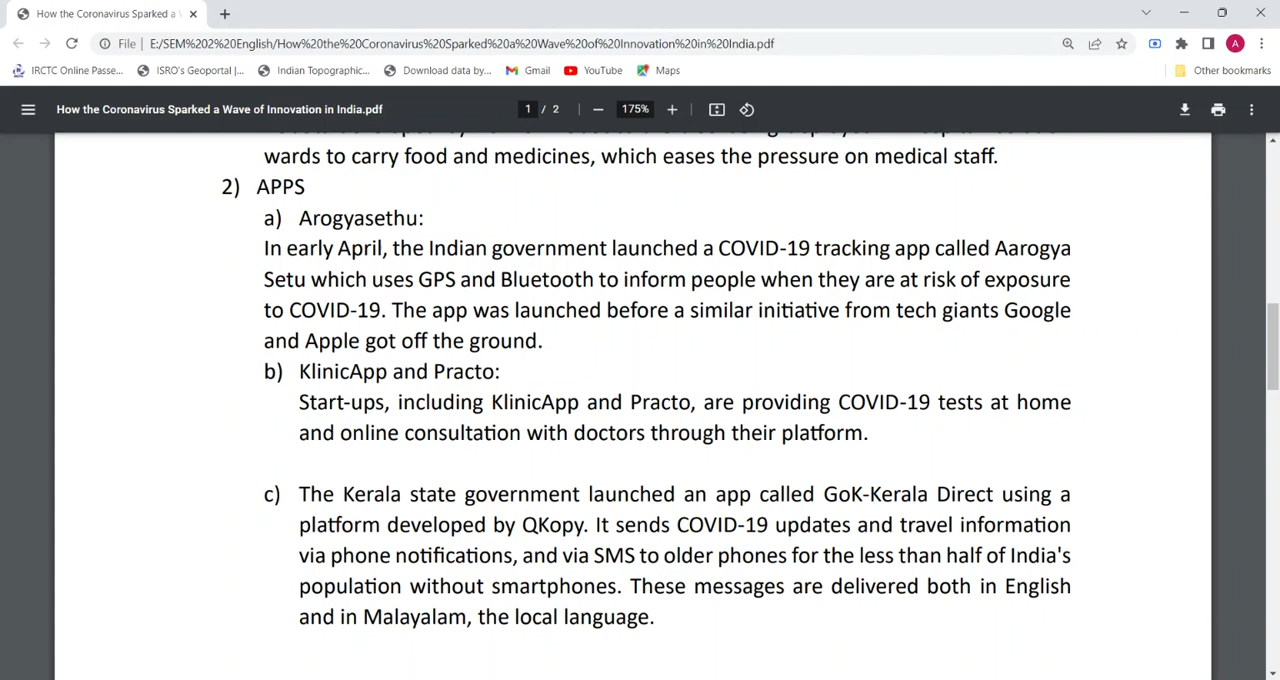 How the Coronavirus Sparked a
File
E:/SEM%202%20English/How%20the%20Coronavirus%20Sparked%20a%20Wave%20of%20Innovation%20in%20India.pdf
A
IRCTC Online Passe...
ISRO's Geoportal |...
Indian Topographic...
Download data by...
Gmail
YouTube
Maps
Other bookmarks
How the Coronavirus Sparked a Wave of Innovation in India.pdf
1 / 2
175%
wards to carry food and medicines, which eases the pressure on medical staff.
2) APPS
a) Arogyasethu:
In early April, the Indian government launched a COVID-19 tracking app called Aarogya
Setu which uses GPS and Bluetooth to inform people when they are at risk of exposure
to COVID-19. The app was launched before a similar initiative from tech giants Google
and Apple got off the ground.
b) KlinicApp and Practo:
Start-ups, including KlinicApp and Practo, are providing COVID-19 tests at home
and online consultation with doctors through their platform.
c) The Kerala state government launched an app called GoK-Kerala Direct using a
platform developed by QKopy. It sends COVID-19 updates and travel information
via phone notifications, and via SMS to older phones for the less than half of India's
population without smartphones. These messages are delivered both in English
and in Malayalam, the local language.